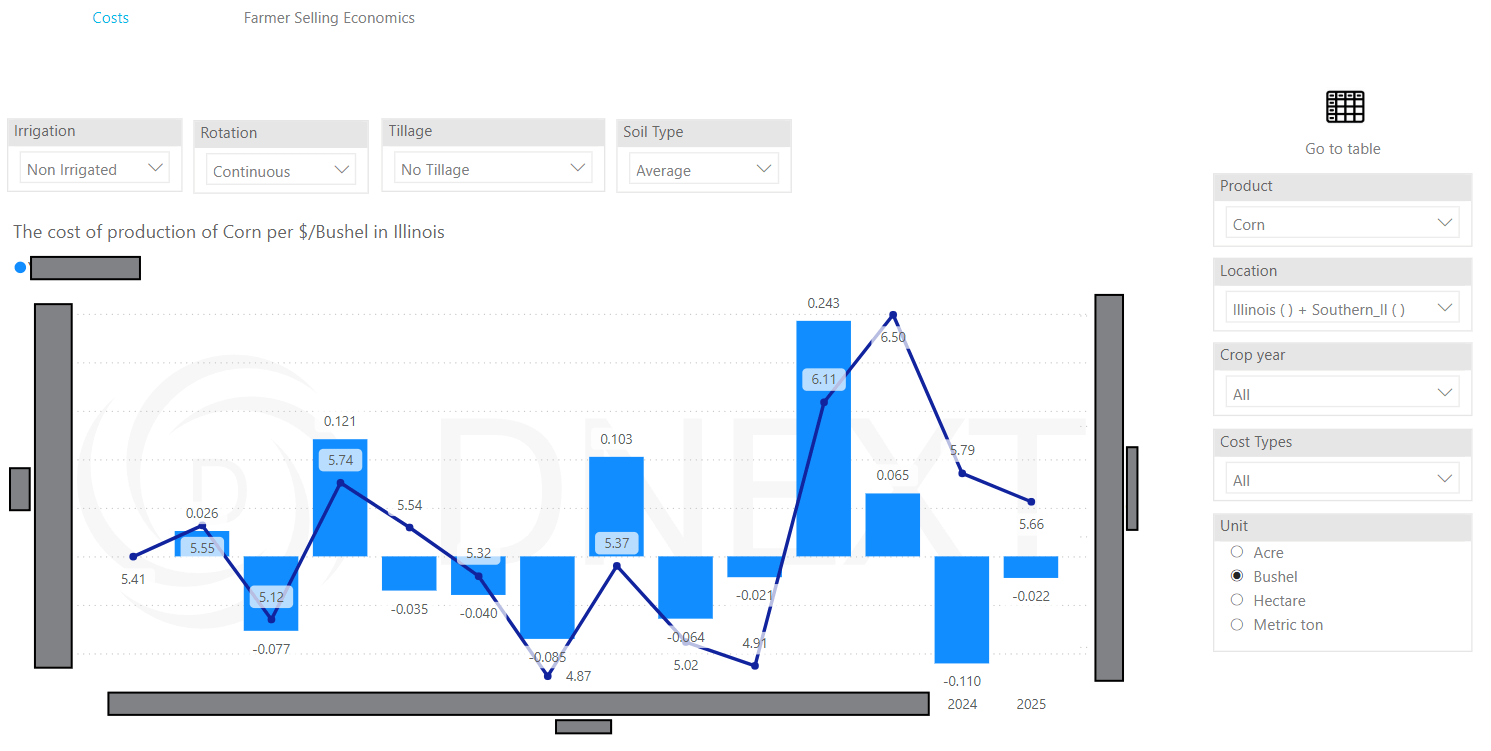 Costs
Farmer Selling Economics
Go to table
Irrigation
Non Irrigated
Rotation
Continuous
Tillage
No Tillage
Soil Type
Average
The cost of production of Corn per $/Bushel in Illinois
0.243
6.50
6.11
0.121
5.74
0.103
5.79
0.065
0.026
5.54
5.55
5.32
5.37
5.66
5.41
5.12
-0.035
-0.040
-0.021
-0.022
-0.077
-0.085
-0.064
4.91
4.87
5.02
-0.110
2024
2025
DNEXT
D
Product
Corn
Location
Illinois ( ) + Southern_Il ( )
Crop year
All
Cost Types
All
Unit
Acre
Bushel
Hectare
Metric ton